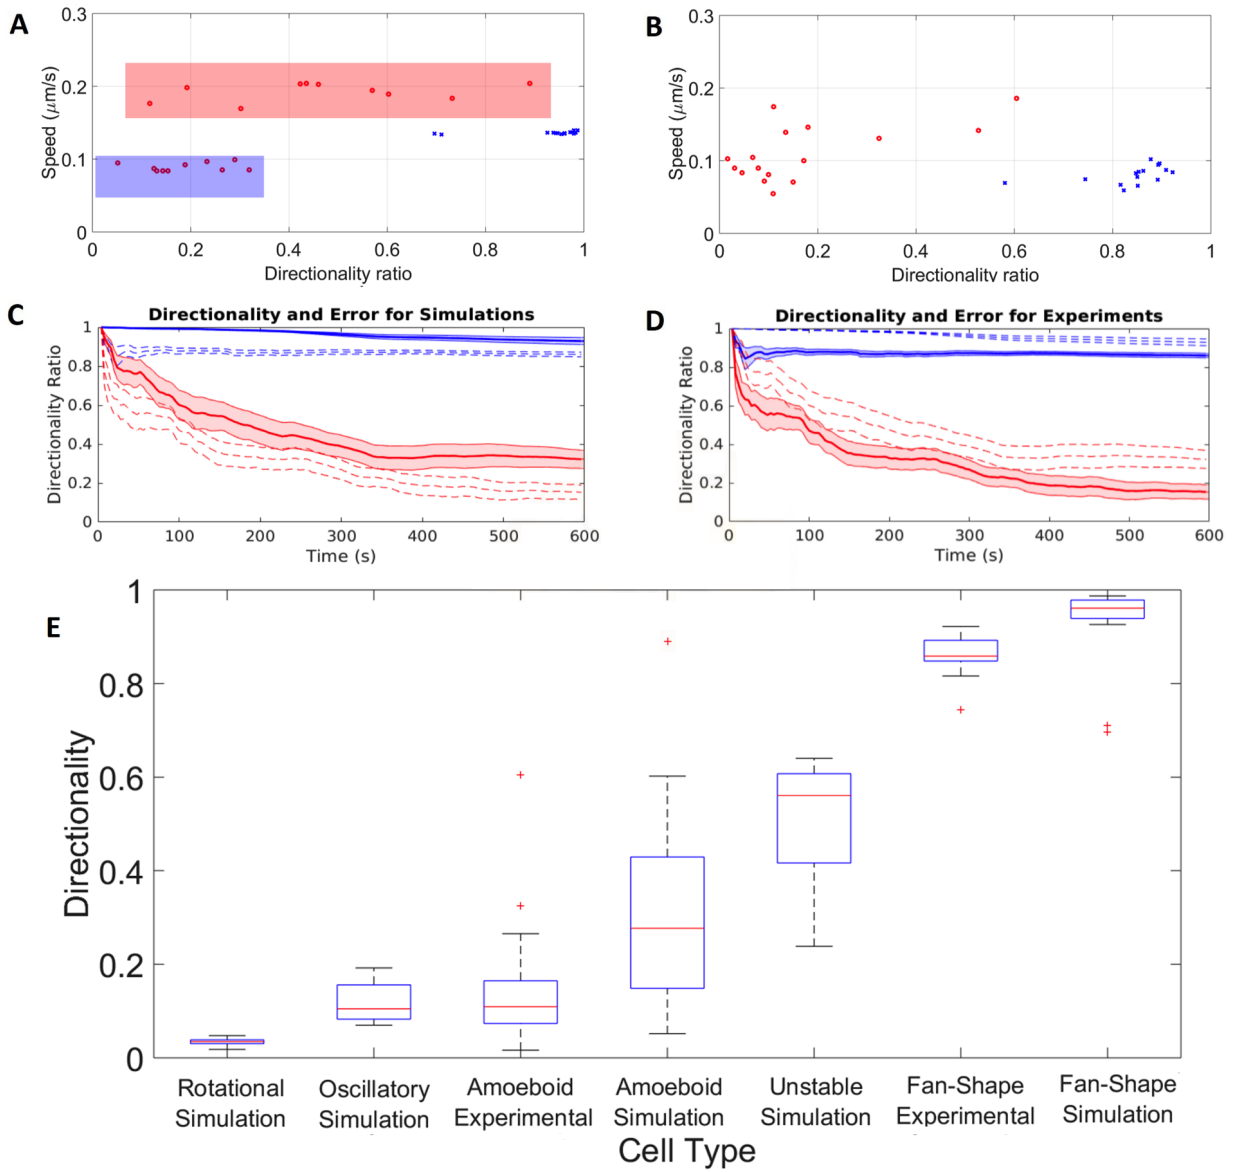 A
0.3
0.2
0.1
0
Speed (μm/s)
0
0.2
0.4
0.6
0.8
1
Directionality ratio
B
0.3
0.2
0.1
0
Speed (μm/s)
0
0.2
0.4
0.6
0.8
1
Directionality ratio
C
Directionality and Error for Simulations
1
0.8
0.6
0.4
0.2
0
Directionality Ratio
0
100
200
300
400
500
600
Time (s)
D
Directionality and Error for Experiments
1
0.8
0.6
0.4
0.2
0
Directionality Ratio
0
100
200
300
400
500
600
Time (s)
E
1
0.8
0.6
0.4
0.2
0
Directionality
Rotational
Simulation
Oscillatory
Simulation
Amoeboid
Experimental
Amoeboid
Simulation
Unstable
Simulation
Fan-Shape
Experimental
Fan-Shape
Simulation
Cell Type